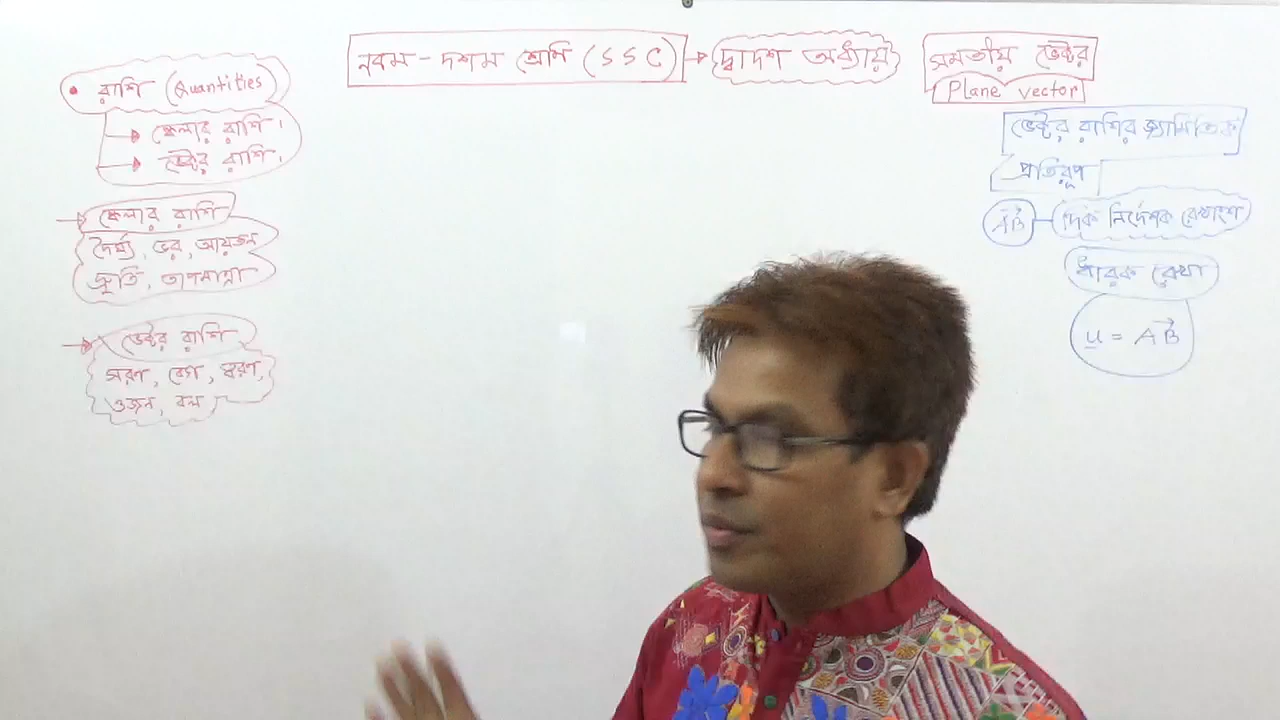 নবম - দশম শ্রেণি (SSC) → দ্বাদশ অধ্যায়
সমতলীয় ভেক্টর
Plane vector
• রাশি (Quantities)
→ স্কেলার রাশি।
→ ভেক্টর রাশি।
→ স্কেলার রাশি
দৈর্ঘ্য, ভর, আয়তন
দ্রুতি, তাপমাত্রা
→ ভেক্টর রাশি
সরণ, বেগ, ত্বরণ,
ওজন, বল
ভেক্টর রাশির জ্যামিতিক
প্রতিরূপ
AB⃗ — দিক নির্দেশক রেখাংশ
ধারক রেখা
u̲ = AB⃗